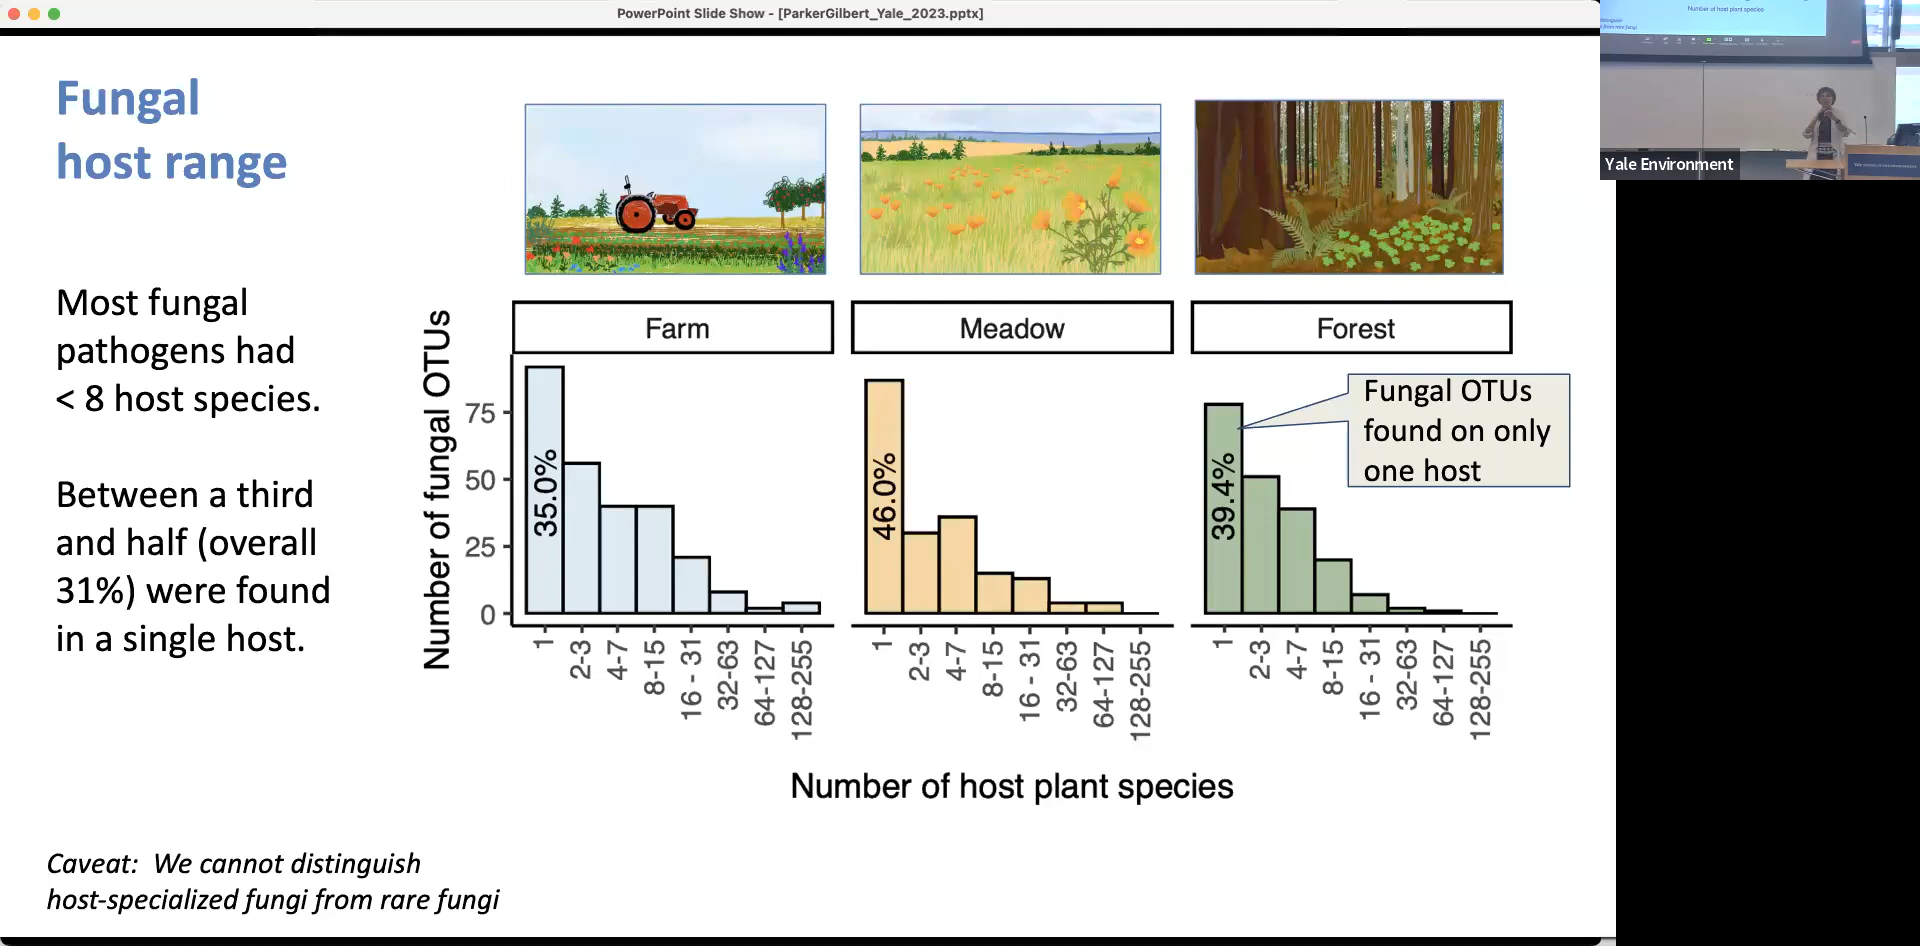 PowerPoint Slide Show - [ParkerGilbert_Yale_2023.pptx]
Number of host plant species
Yale Environment
Fungal
host range
Most fungal
pathogens had
< 8 host species.
Between a third
and half (overall
31%) were found
in a single host.
Caveat: We cannot distinguish
host-specialized fungi from rare fungi
Farm
Meadow
Forest
Number of fungal OTUs
75
50
25
0
35.0%
46.0%
39.4%
Fungal OTUs
found on only
one host
1
2-3
4-7
8-15
16 - 31
32-63
64-127
128-255
1
2-3
4-7
8-15
16 - 31
32-63
64-127
128-255
1
2-3
4-7
8-15
16 - 31
32-63
64-127
128-255
Number of host plant species